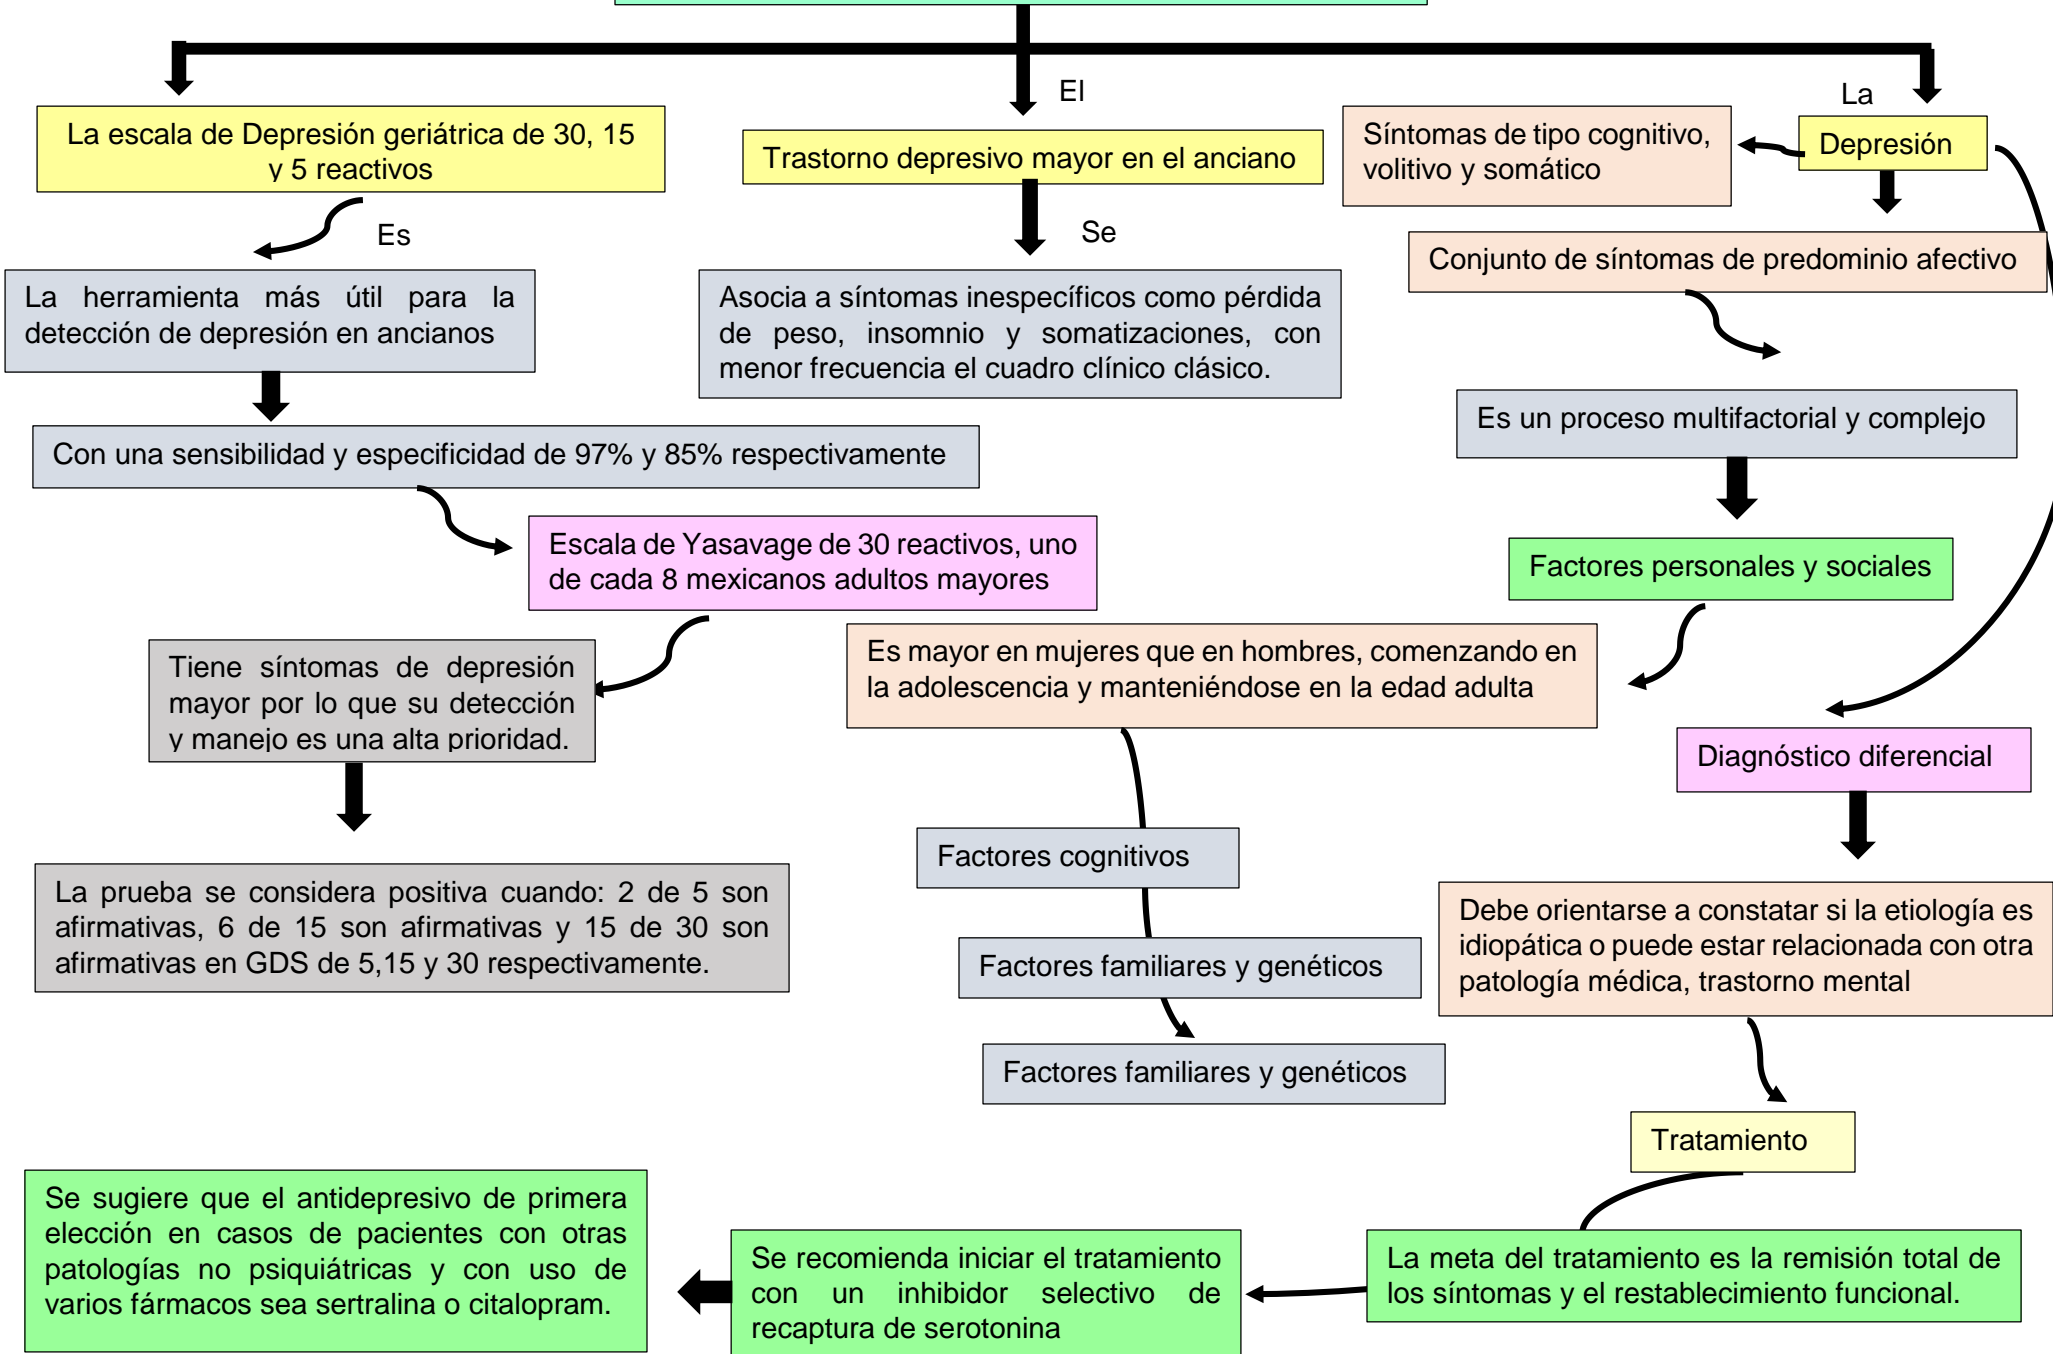 El
La
La escala de Depresión geriátrica de 30, 15
y 5 reactivos
Trastorno depresivo mayor en el anciano
Síntomas de tipo cognitivo,
volitivo y somático
Depresión
Es
Se
Conjunto de síntomas de predominio afectivo
La herramienta más útil para la
detección de depresión en ancianos
Asocia a síntomas inespecíficos como pérdida
de peso, insomnio y somatizaciones, con
menor frecuencia el cuadro clínico clásico.
Es un proceso multifactorial y complejo
Con una sensibilidad y especificidad de 97% y 85% respectivamente
Escala de Yasavage de 30 reactivos, uno
de cada 8 mexicanos adultos mayores
Factores personales y sociales
Tiene síntomas de depresión
mayor por lo que su detección
y manejo es una alta prioridad.
Es mayor en mujeres que en hombres, comenzando en
la adolescencia y manteniéndose en la edad adulta
Diagnóstico diferencial
Factores cognitivos
La prueba se considera positiva cuando: 2 de 5 son
afirmativas, 6 de 15 son afirmativas y 15 de 30 son
afirmativas en GDS de 5,15 y 30 respectivamente.
Factores familiares y genéticos
Debe orientarse a constatar si la etiología es
idiopática o puede estar relacionada con otra
patología médica, trastorno mental
Factores familiares y genéticos
Tratamiento
Se sugiere que el antidepresivo de primera
elección en casos de pacientes con otras
patologías no psiquiátricas y con uso de
varios fármacos sea sertralina o citalopram.
Se recomienda iniciar el tratamiento
con un inhibidor selectivo de
recaptura de serotonina
La meta del tratamiento es la remisión total de
los síntomas y el restablecimiento funcional.